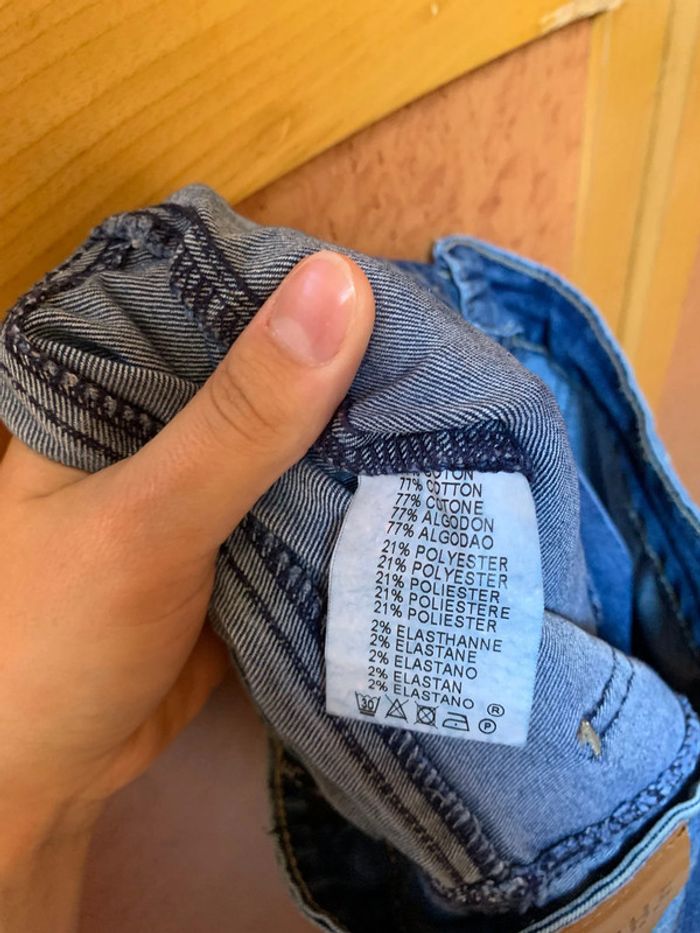 77% COTTON
77% COTONE
77% ALGODON
77% ALGODAO
21% POLYESTER
21% POLYESTER
21% POLIESTER
21% POLIESTERE
21% POLIESTER
2% ELASTHANNE
2% ELASTANE
2% ELASTANO
2% ELASTAN
2% ELASTANO
30 ®
P